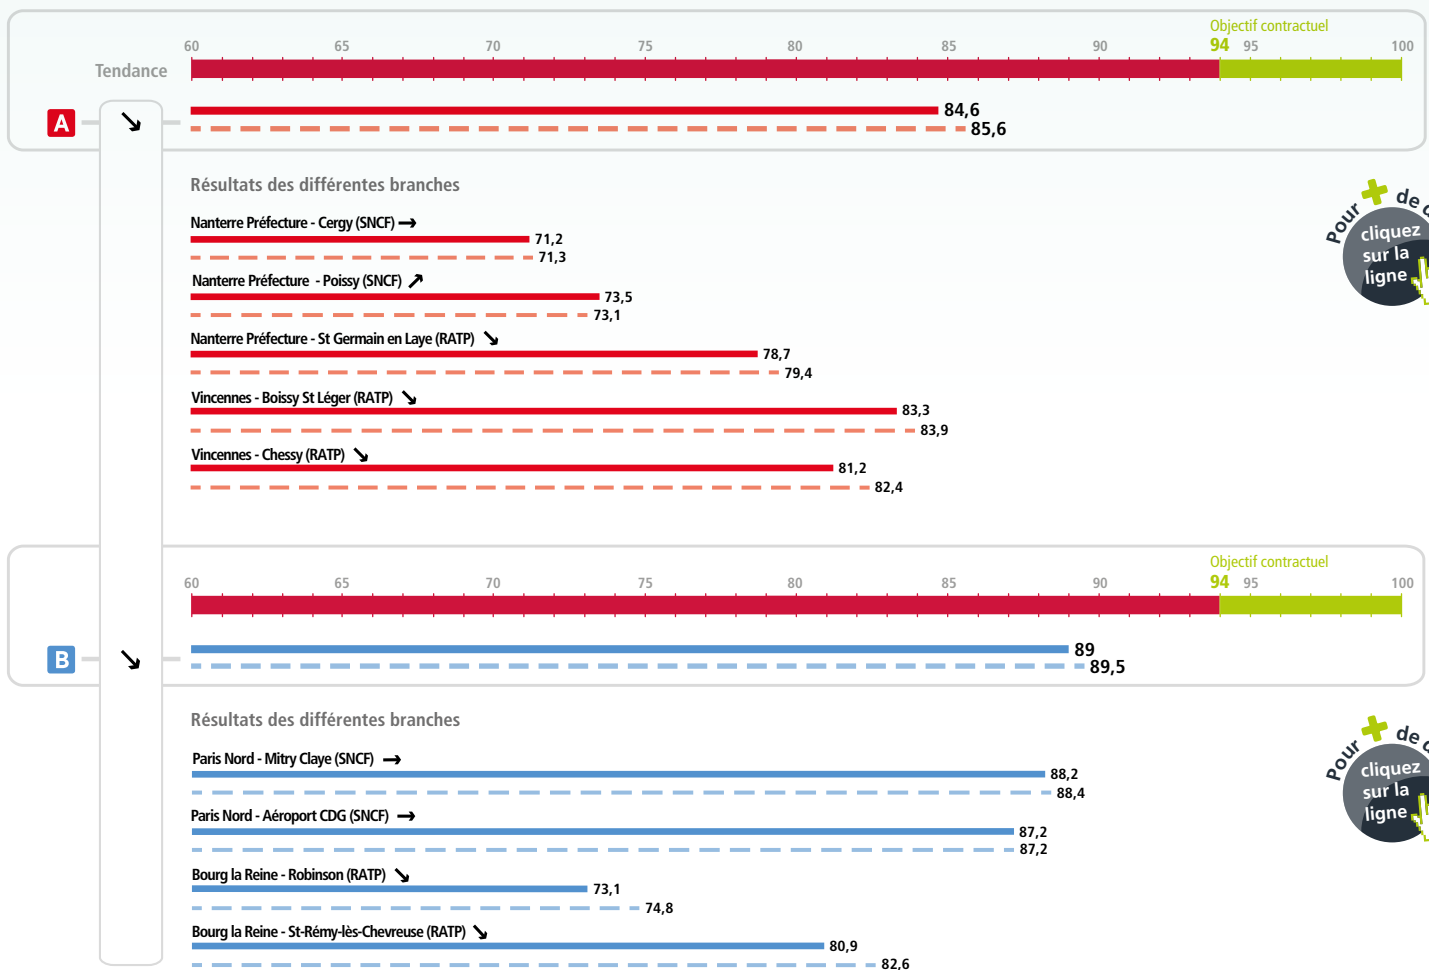 Objectif contractuel
60 65 70 75 80 85 90 94 95 100
Tendance
A
84,6
85,6
Résultats des différentes branches
Nanterre Préfecture - Cergy (SNCF) →
71,2
71,3
Nanterre Préfecture - Poissy (SNCF) ↗
73,5
73,1
Nanterre Préfecture - St Germain en Laye (RATP) ↘
78,7
79,4
Vincennes - Boissy St Léger (RATP) ↘
83,3
83,9
Vincennes - Chessy (RATP) ↘
81,2
82,4
Pour + de
cliquez
sur la
ligne
Objectif contractuel
60 65 70 75 80 85 90 94 95 100
B
89
89,5
Résultats des différentes branches
Paris Nord - Mitry Claye (SNCF) →
88,2
88,4
Paris Nord - Aéroport CDG (SNCF) →
87,2
87,2
Bourg la Reine - Robinson (RATP) ↘
73,1
74,8
Bourg la Reine - St-Rémy-lès-Chevreuse (RATP) ↘
80,9
82,6
Pour + de
cliquez
sur la
ligne